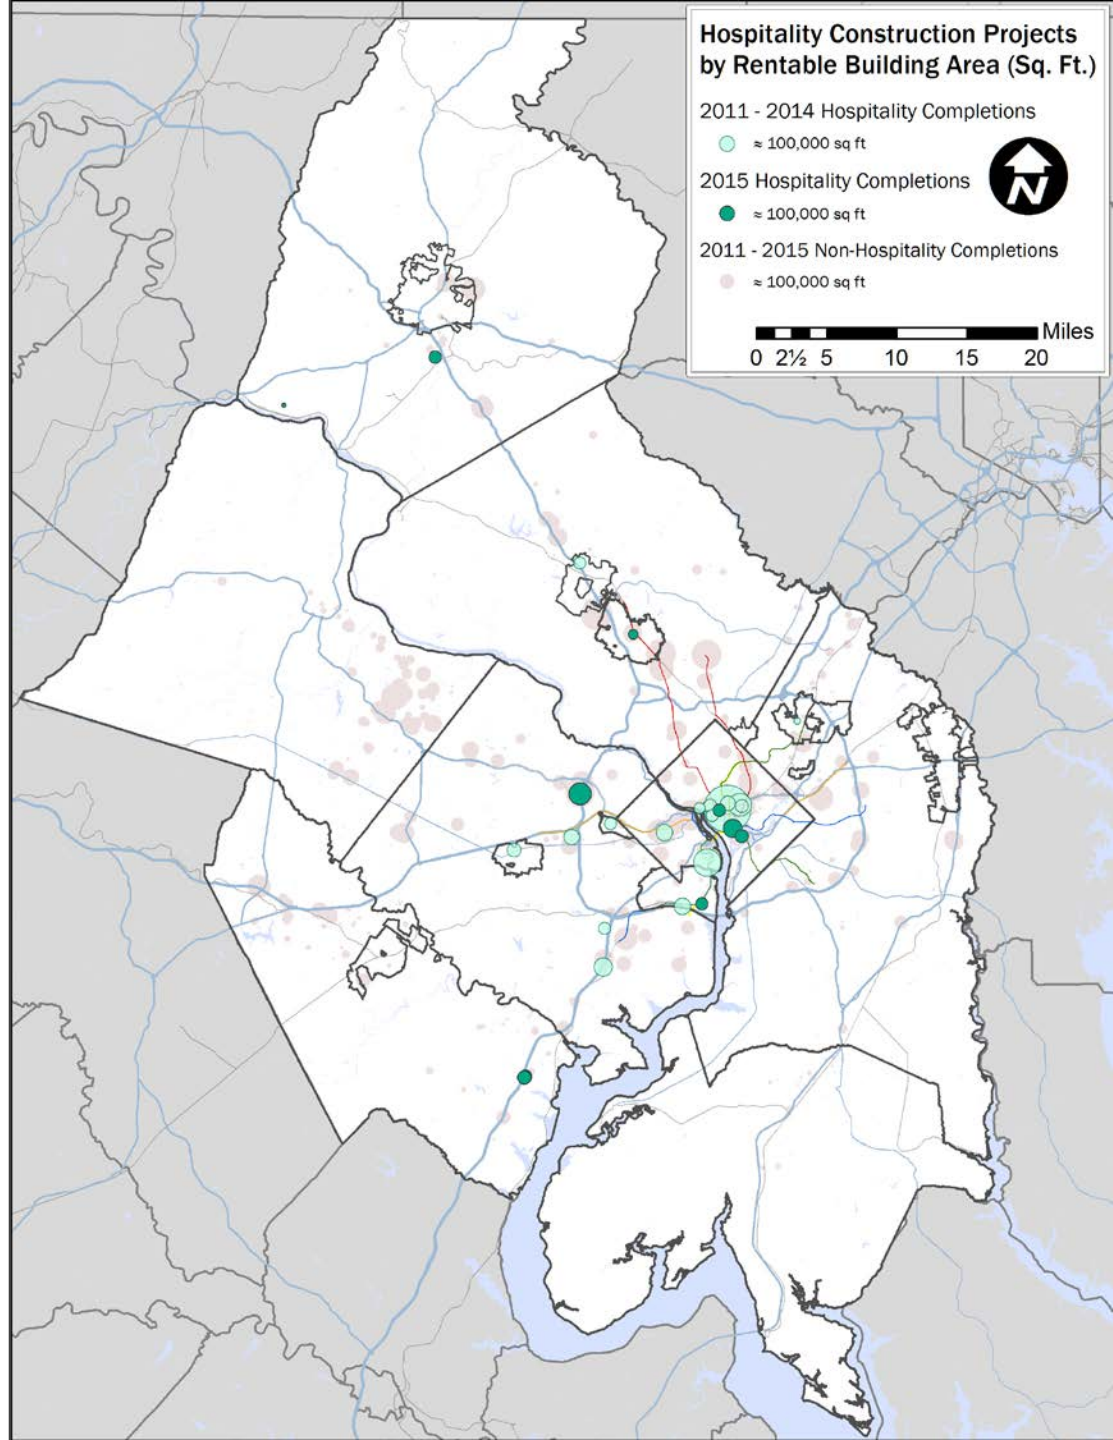 Hospitality Construction Projects
by Rentable Building Area (Sq. Ft.)
2011 - 2014 Hospitality Completions
≈ 100,000 sq ft
N
2015 Hospitality Completions
≈ 100,000 sq ft
2011 - 2015 Non-Hospitality Completions
≈ 100,000 sq ft
Miles
0 2½ 5 10 15 20